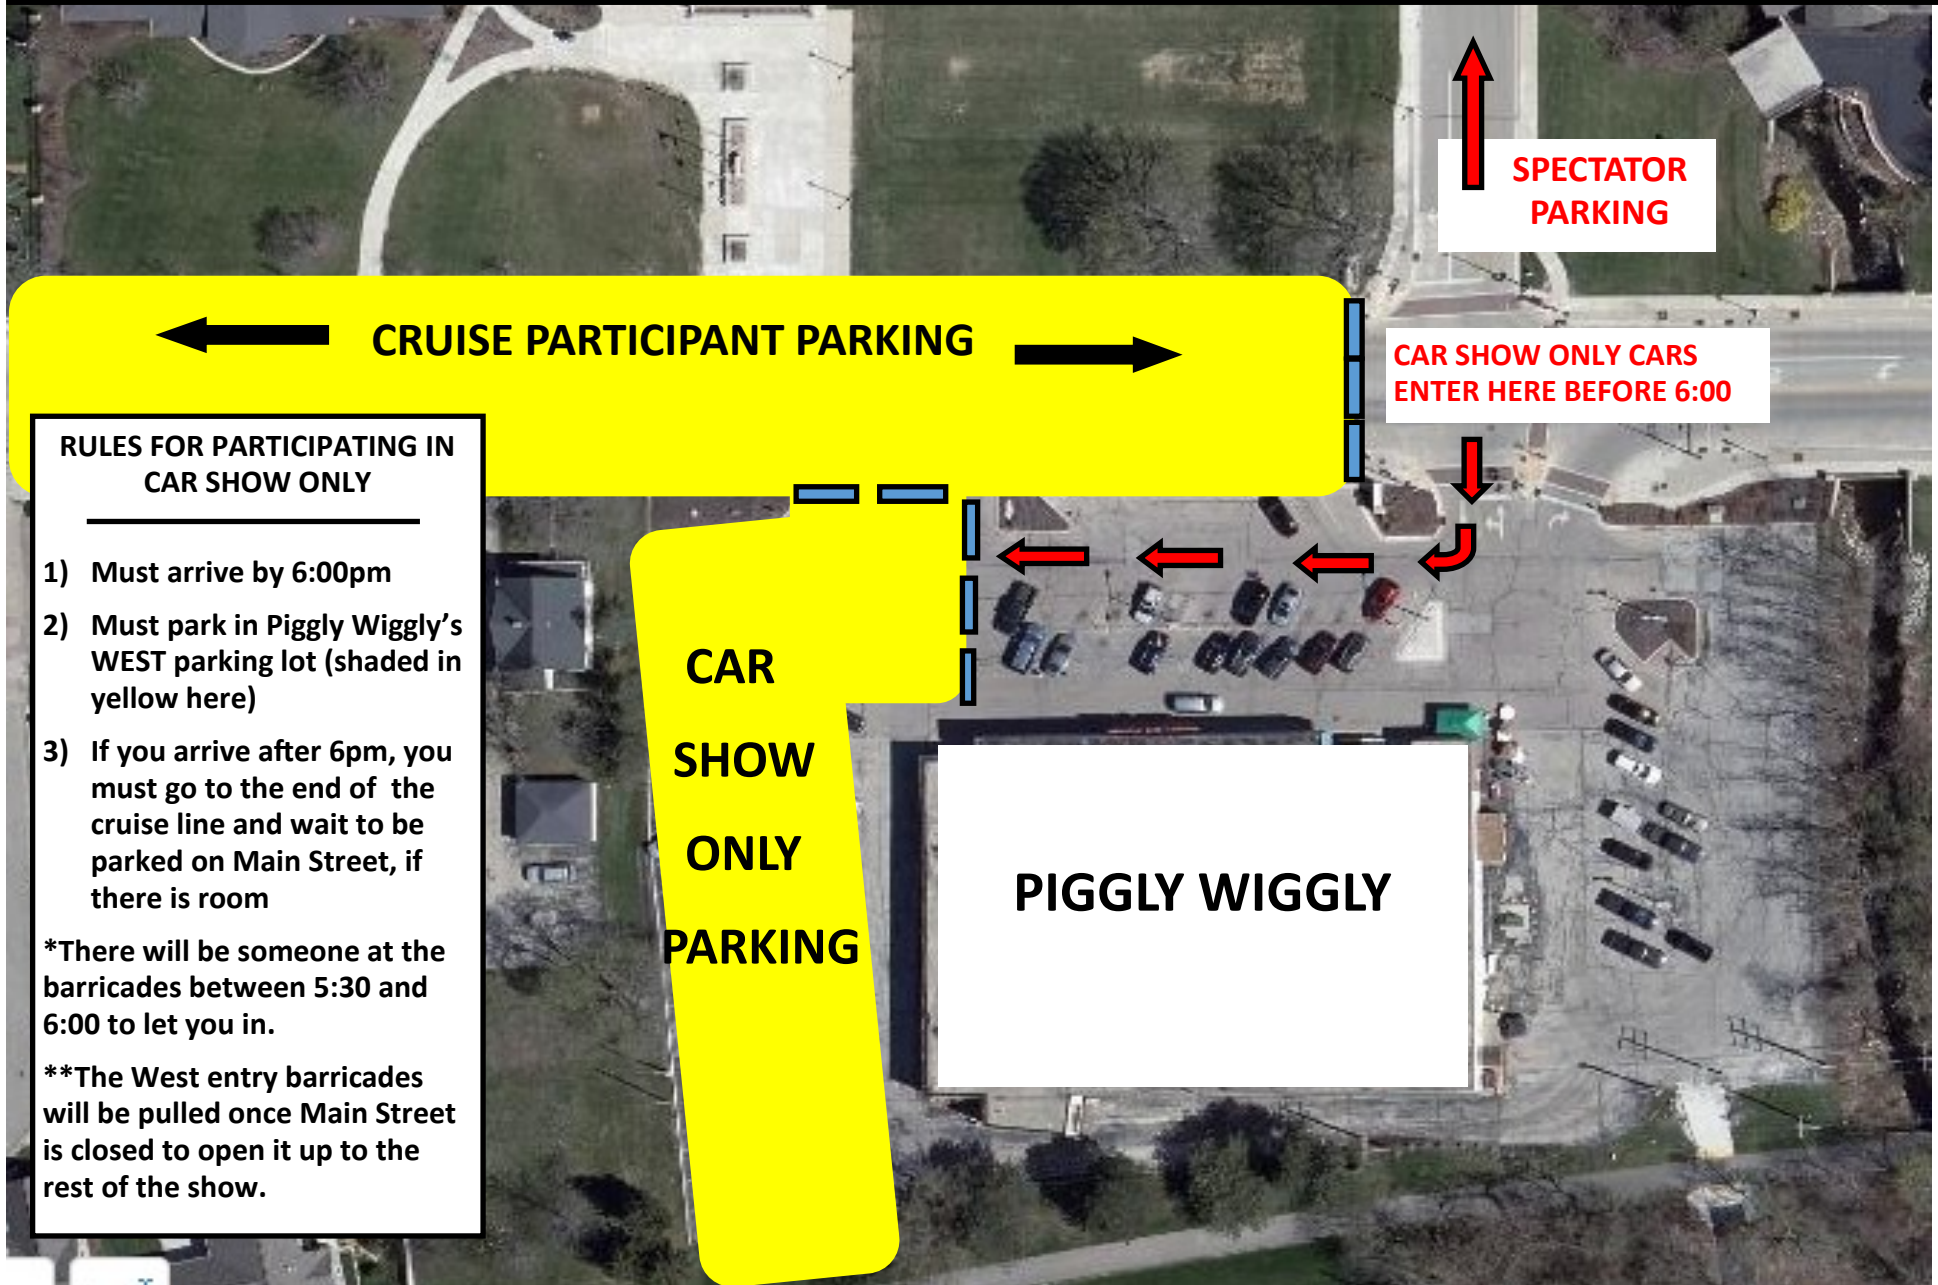 SPECTATOR
PARKING
CRUISE PARTICIPANT PARKING
CAR SHOW ONLY CARS
ENTER HERE BEFORE 6:00
RULES FOR PARTICIPATING IN
CAR SHOW ONLY
1) Must arrive by 6:00pm
2) Must park in Piggly Wiggly’s
WEST parking lot (shaded in
yellow here)
3) If you arrive after 6pm, you
must go to the end of the
cruise line and wait to be
parked on Main Street, if
there is room
*There will be someone at the
barricades between 5:30 and
6:00 to let you in.
**The West entry barricades
will be pulled once Main Street
is closed to open it up to the
rest of the show.
CAR
SHOW
ONLY
PARKING
PIGGLY WIGGLY